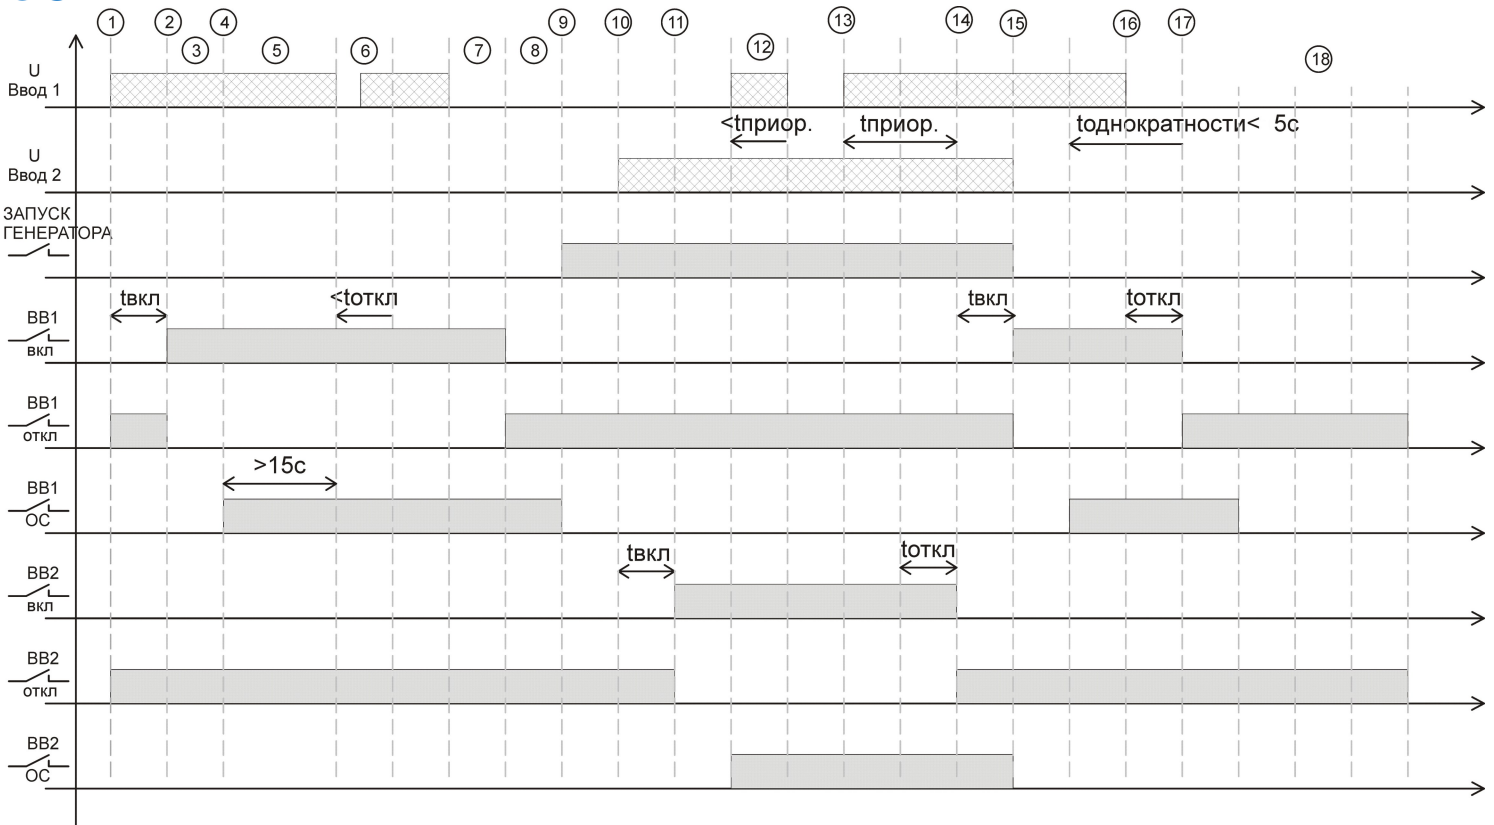 1 2 4 9 10 11 13 14 15 16 17
3 5 6 7 8 12 18
U
Ввод 1
<tприор. tприор. tоднократности< 5с
U
Ввод 2
ЗАПУСК
ГЕНЕРАТОРА
tвкл <tоткл tвкл tоткл
ВВ1
вкл
ВВ1
откл
>15с
ВВ1
ОС
tвкл tоткл
ВВ2
вкл
ВВ2
откл
ВВ2
ОС